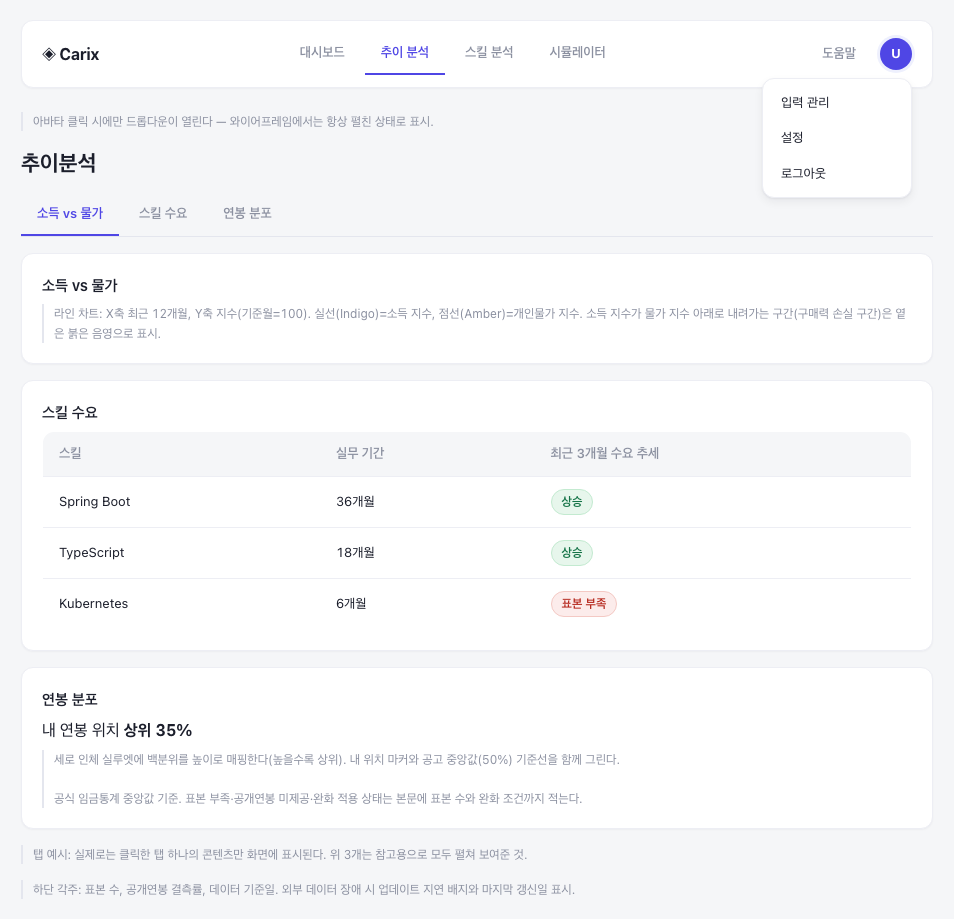 ◈ Carix
대시보드
추이 분석
스킬 분석
시뮬레이터
도움말
U
입력 관리
설정
로그아웃
아바타 클릭 시에만 드롭다운이 열린다 — 와이어프레임에서는 항상 펼친 상태로 표시.
추이분석
소득 vs 물가
스킬 수요
연봉 분포
소득 vs 물가
라인 차트: X축 최근 12개월, Y축 지수(기준월=100). 실선(Indigo)=소득 지수, 점선(Amber)=개인물가 지수. 소득 지수가 물가 지수 아래로 내려가는 구간(구매력 손실 구간)은 옅
은 붉은 음영으로 표시.
스킬 수요
스킬 실무 기간 최근 3개월 수요 추세
Spring Boot 36개월 상승
TypeScript 18개월 상승
Kubernetes 6개월 표본 부족
연봉 분포
내 연봉 위치 상위 35%
세로 인체 실루엣에 백분위를 높이로 매핑한다(높을수록 상위). 내 위치 마커와 공고 중앙값(50%) 기준선을 함께 그린다.
공식 임금통계 중앙값 기준. 표본 부족·공개연봉 미제공·완화 적용 상태는 본문에 표본 수와 완화 조건까지 적는다.
탭 예시: 실제로는 클릭한 탭 하나의 콘텐츠만 화면에 표시된다. 위 3개는 참고용으로 모두 펼쳐 보여준 것.
하단 각주: 표본 수, 공개연봉 결측률, 데이터 기준일. 외부 데이터 장애 시 업데이트 지연 배지와 마지막 갱신일 표시.